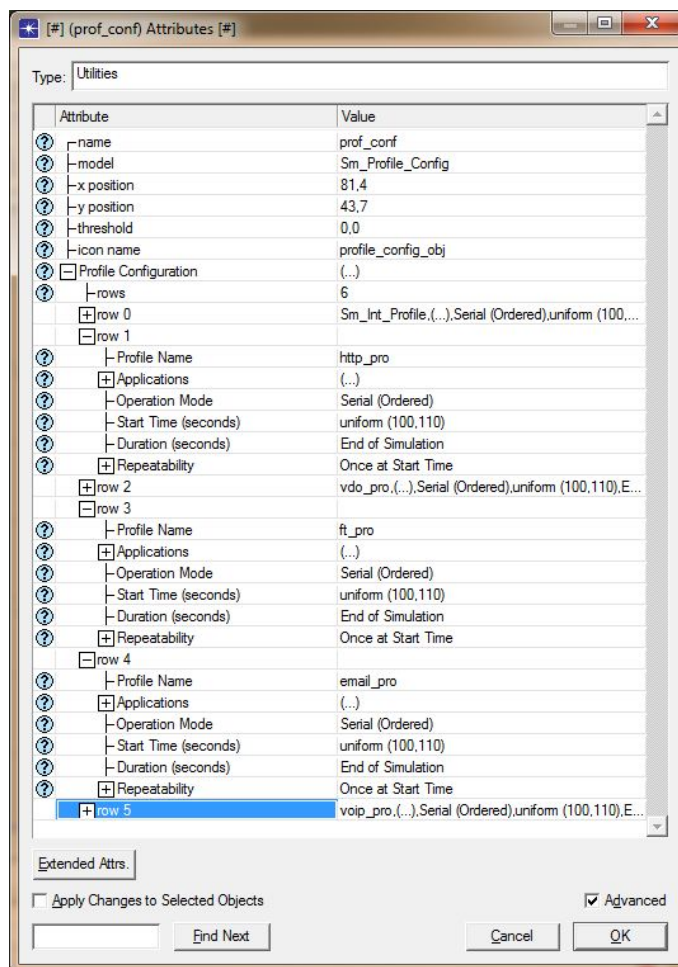 [#] (prof_conf) Attributes [#]
Type: Utilities
Attribute Value
name prof_conf
model Sm_Profile_Config
x position 81,4
y position 43,7
threshold 0,0
icon name profile_config_obj
Profile Configuration (...)
rows 6
row 0 Sm_Int_Profile,(...),Serial (Ordered),uniform (100,...
row 1
Profile Name http_pro
Applications (...)
Operation Mode Serial (Ordered)
Start Time (seconds) uniform (100,110)
Duration (seconds) End of Simulation
Repeatability Once at Start Time
row 2 vdo_pro,(...),Serial (Ordered),uniform (100,110),E...
row 3
Profile Name ft_pro
Applications (...)
Operation Mode Serial (Ordered)
Start Time (seconds) uniform (100,110)
Duration (seconds) End of Simulation
Repeatability Once at Start Time
row 4
Profile Name email_pro
Applications (...)
Operation Mode Serial (Ordered)
Start Time (seconds) uniform (100,110)
Duration (seconds) End of Simulation
Repeatability Once at Start Time
row 5 voip_pro,(...),Serial (Ordered),uniform (100,110),E...
Extended Attrs.
Apply Changes to Selected Objects Advanced
Find Next Cancel OK